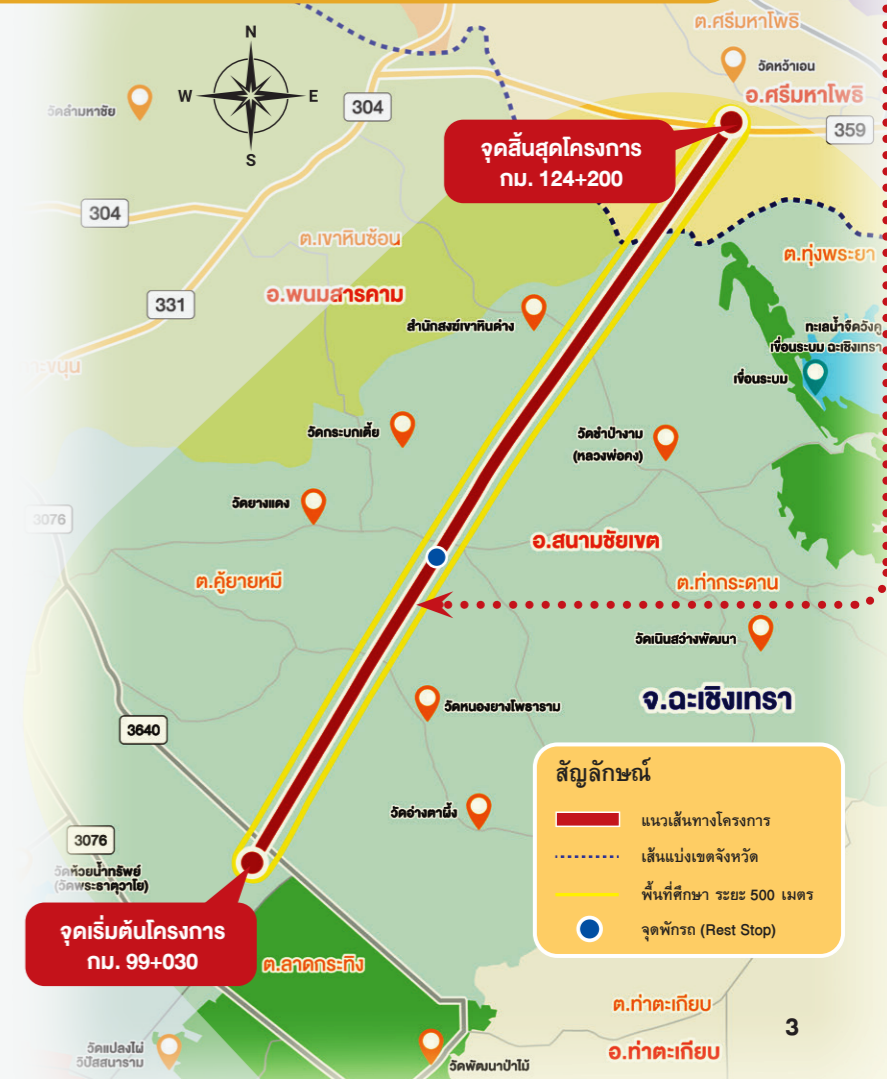 ต.ศรีมหาโพธิ
วัดหว้าเอน
อ.ศรีมหาโพธิ
N
W
E
S
วัดลำมหาชัย
304
359
จุดสิ้นสุดโครงการ
กม. 124+200
304
ต.เขาหินซ้อน
ต.ทุ่งพระยา
331
อ.พนมสารคาม
สำนักสงฆ์เขาหินด่าง
ทะเลน้ำจืดวังคู
เขื่อนระบม ฉะเชิงเทรา
เขื่อนระบม
วัดกระบกเตี้ย
วัดชำป่างาม
(หลวงพ่อคง)
วัดยางแดง
3076
อ.สนามชัยเขต
ต.คู้ยายหมี
ต.ท่ากระดาน
วัดเนินสว่างพัฒนา
วัดหนองยางโพธาราม
จ.ฉะเชิงเทรา
3640
วัดอ่างตาผึ้ง
สัญลักษณ์
แนวเส้นทางโครงการ
เส้นแบ่งเขตจังหวัด
พื้นที่ศึกษา ระยะ 500 เมตร
จุดพักรถ (Rest Stop)
3076
วัดห้วยน้ำทรัพย์
(วัดพระธาตุวาโย)
จุดเริ่มต้นโครงการ
กม. 99+030
ต.ลาดกระทิง
ต.ท่าตะเกียบ
3
อ.ท่าตะเกียบ
วัดแปลงไผ่
วิปัสสนาราม
วัดพัฒนาป่าไม้